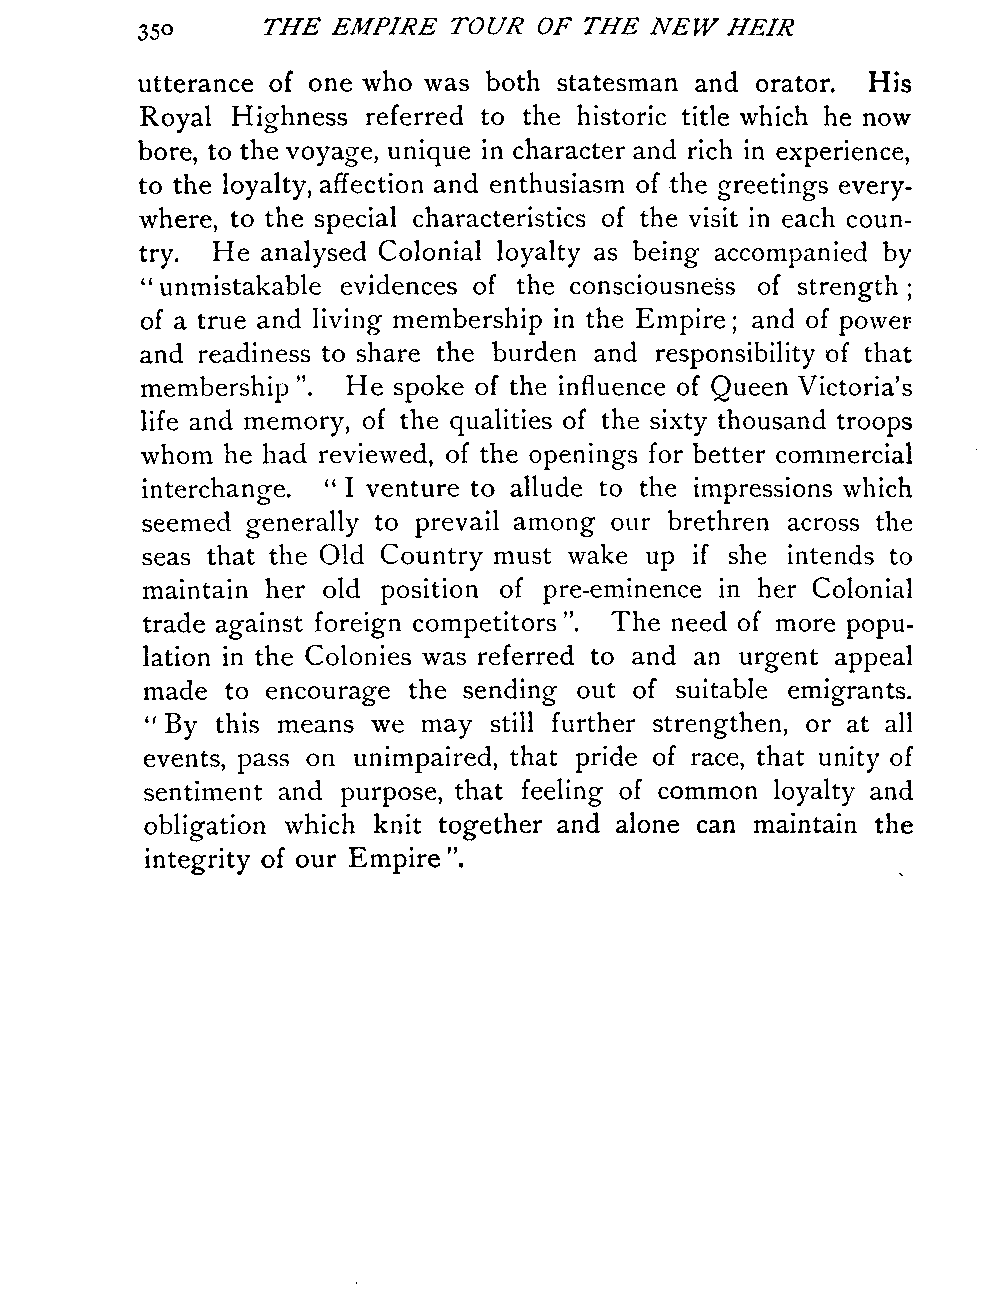 350 THE EMPIRE TOUR OF THE NEW HEIR
utterance of one who was both statesman and orator. His
Royal Highness referred to the historic title which he now
bore, to the voyage, unique in character and rich in experience,
to the loyalty, affection and enthusiasm of the greetings every-
where, to the special characteristics of the visit in each coun-
try. He analysed Colonial loyalty as being accompanied by
“unmistakable evidences of the consciousness of strength;
of a true and living membership in the Empire; and of power
and readiness to share the burden and responsibility of that
membership”. He spoke of the influence of Queen Victoria's
life and memory, of the qualities of the sixty thousand troops
whom he had reviewed, of the openings for better commercial
interchange. “I venture to allude to the impressions which
seemed generally to prevail among our brethren across the
seas that the Old Country must wake up if she intends to
maintain her old position of pre-eminence in her Colonial
trade against foreign competitors”. The need of more popu-
lation in the Colonies was referred to and an urgent appeal
made to encourage the sending out of suitable emigrants.
“By this means we may still further strengthen, or at all
events, pass on unimpaired, that pride of race, that unity of
sentiment and purpose, that feeling of common loyalty and
obligation which knit together and alone can maintain the
integrity of our Empire”.